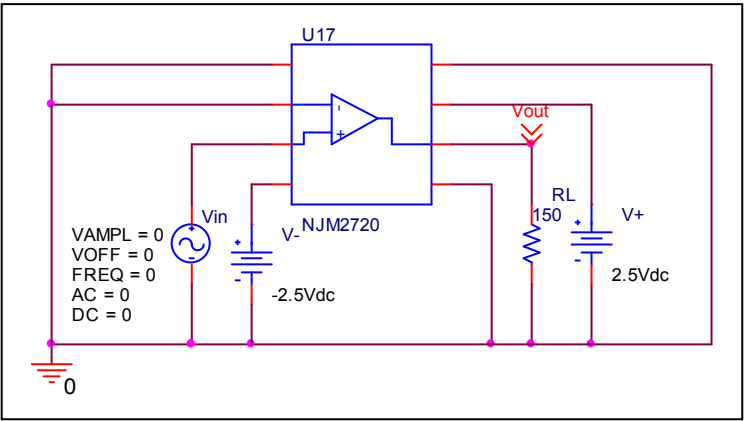 U17
-
+
Vout
NJM2720
Vin
+
-
VAMPL = 0
VOFF = 0
FREQ = 0
AC = 0
DC = 0
V-
+
-
-2.5Vdc
RL
150
V+
+
-
2.5Vdc
0